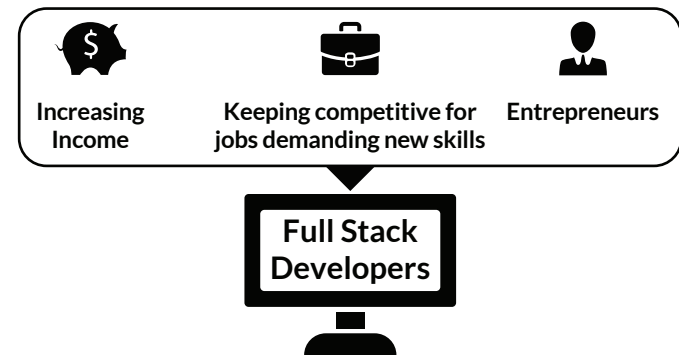 $
Increasing
Income
Keeping competitive for
jobs demanding new skills
Entrepreneurs
Full Stack
Developers